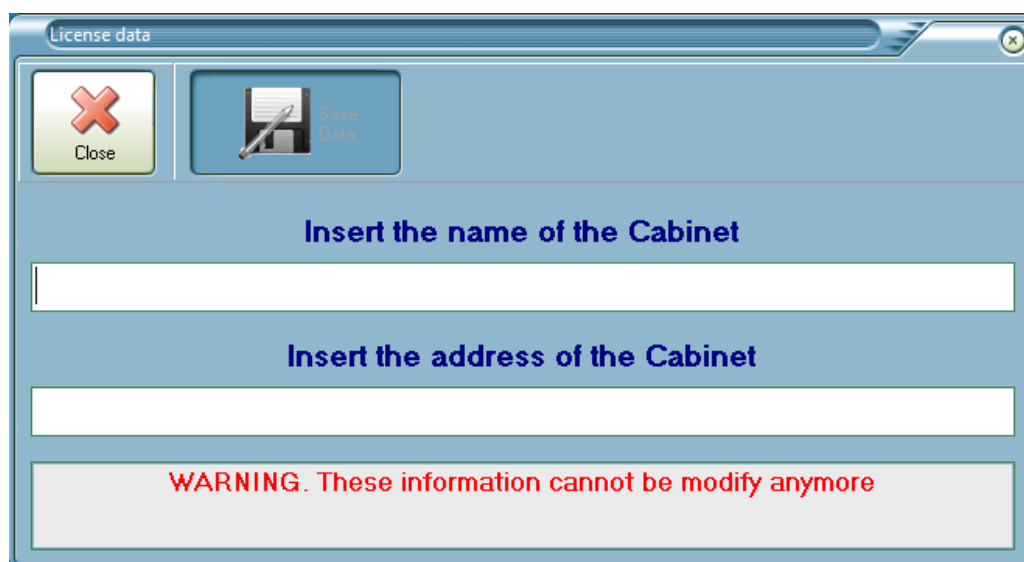 License data
Close
Save
Data
Insert the name of the Cabinet
Insert the address of the Cabinet
WARNING. These information cannot be modify anymore